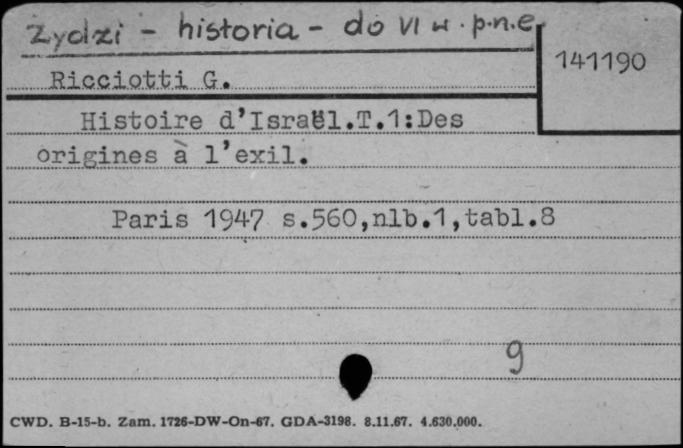 Żydzi - historia - do VI w. p.n.e.
141190
Ricciotti G.
Histoire d'Israël.T.1:Des
origines à l'exil.
Paris 1947 s.560,nlb.1,tabl.8
9
CWD. B-15-b. Zam. 1726-DW-On-67. GDA-3198. 8.11.67. 4.630.000.